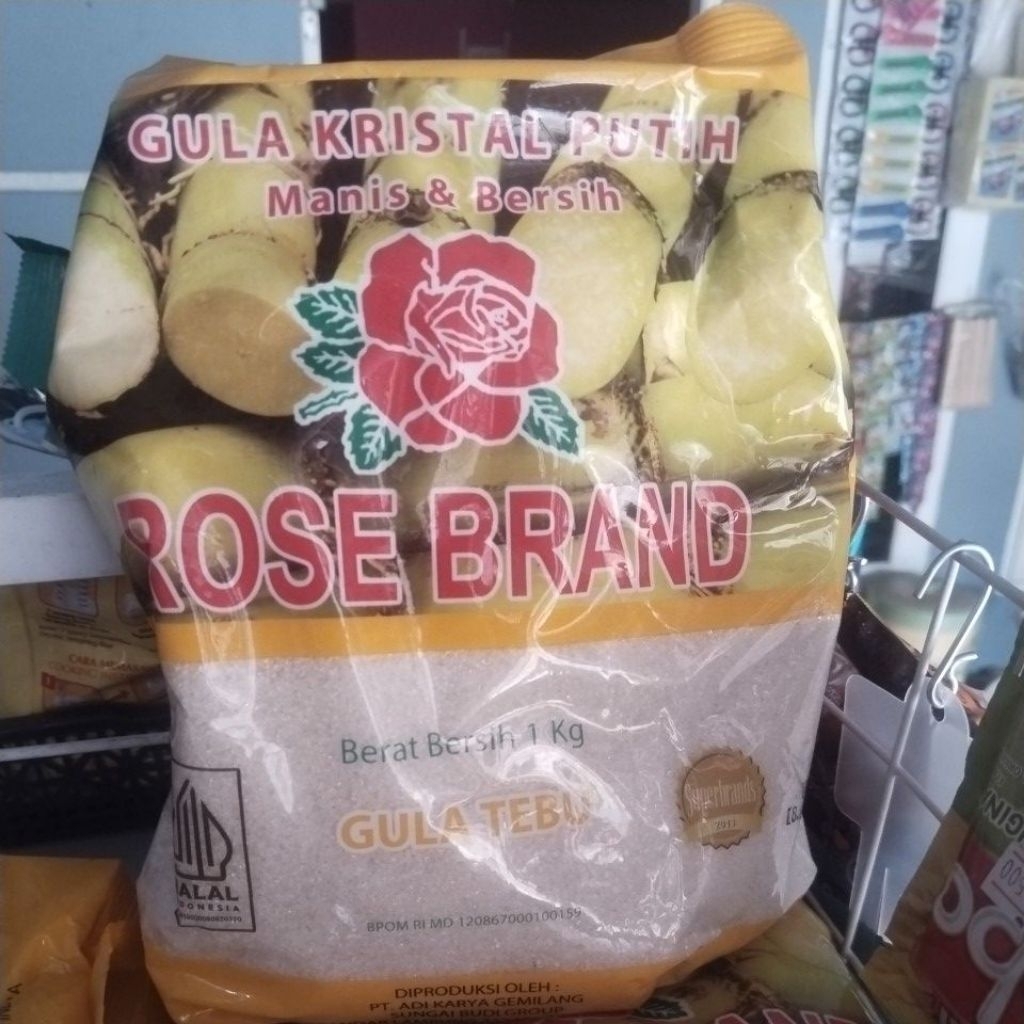 GULA KRISTAL PUTIH
Manis & Bersih
ROSE BRAND
Berat Bersih 1 Kg
GULA TEBU
Superbrands
2011
HALAL
INDONESIA
BPOM RI MD 120867000100159
DIPRODUKSI OLEH :
PT. ADI KARYA GEMILANG
SUNGAI BUDI GROUP